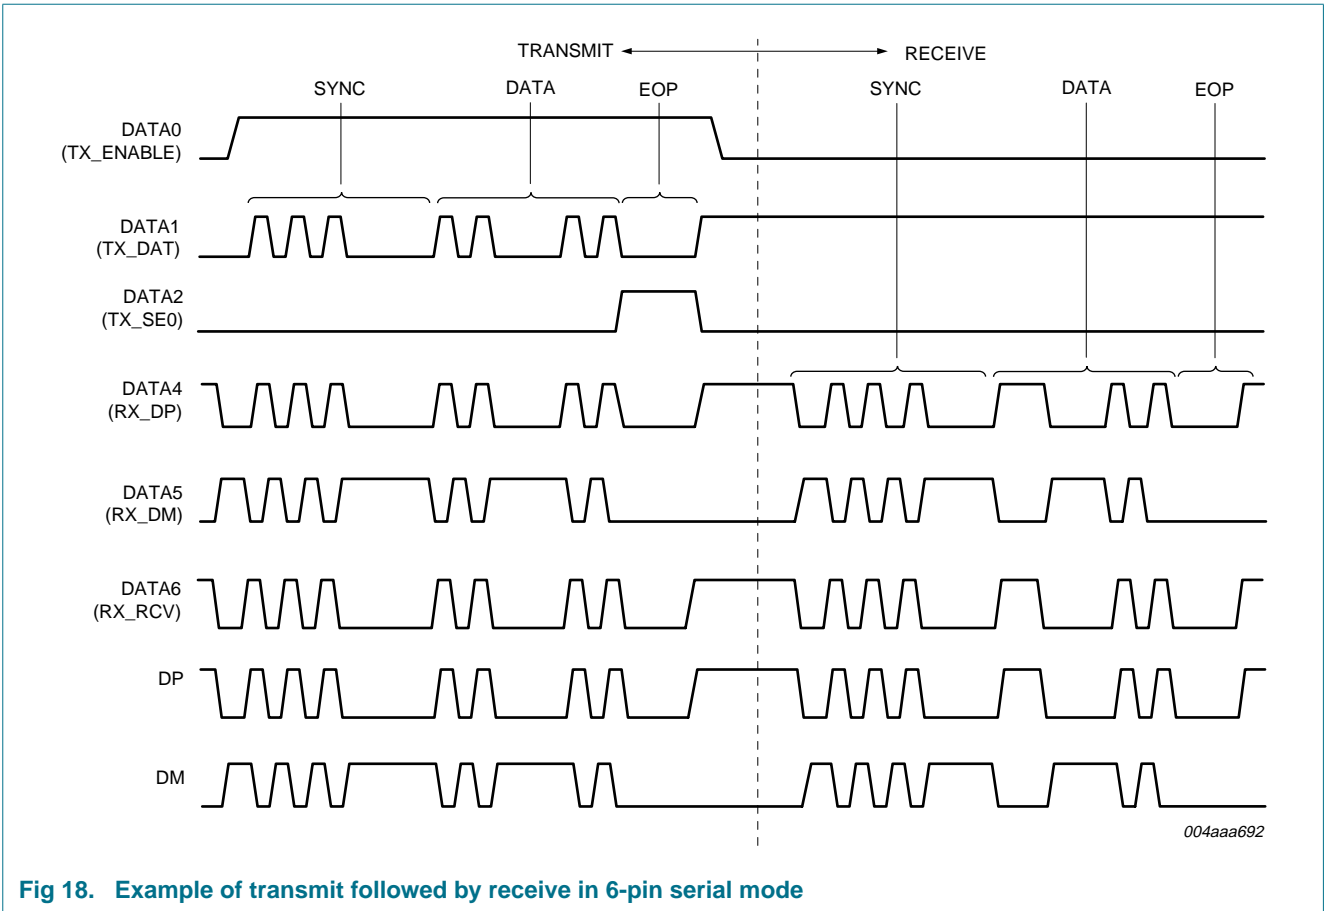 TRANSMIT
RECEIVE
SYNC
DATA
EOP
SYNC
DATA
EOP
DATA0
(TX_ENABLE)
DATA1
(TX_DAT)
DATA2
(TX_SE0)
DATA4
(RX_DP)
DATA5
(RX_DM)
DATA6
(RX_RCV)
DP
DM
004aaa692
Fig 18. Example of transmit followed by receive in 6-pin serial mode